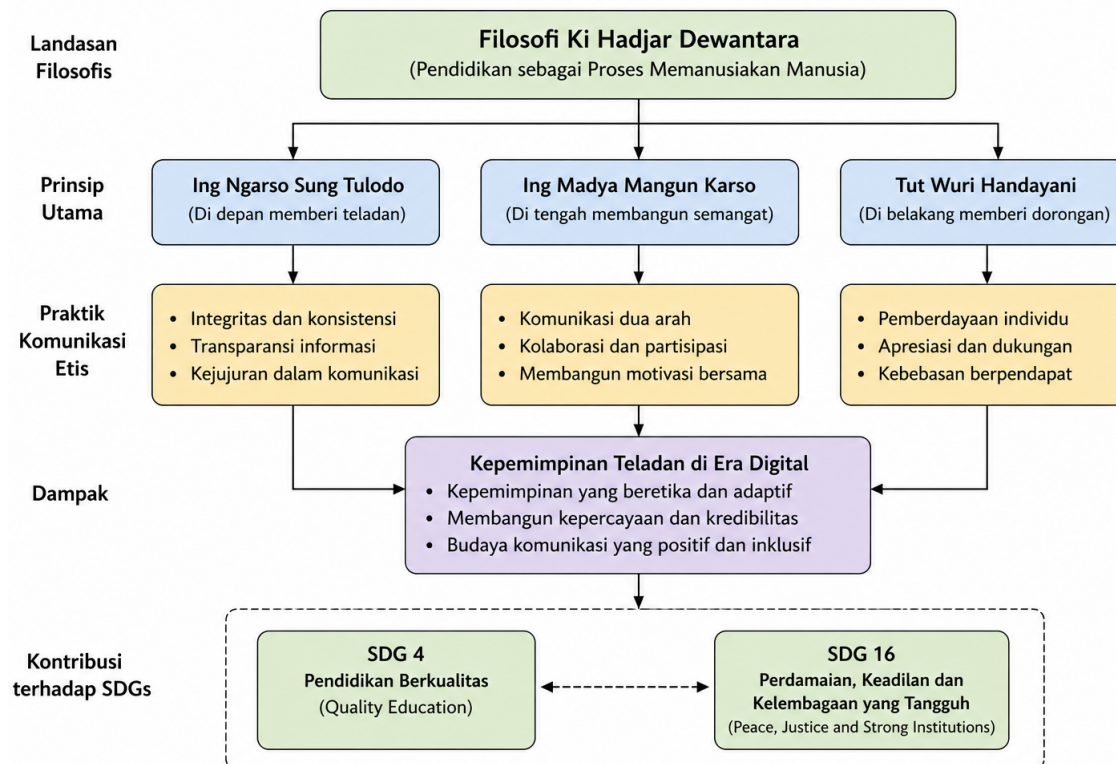 Landasan
Filosofis
Filosofi Ki Hadjar Dewantara
(Pendidikan sebagai Proses Memanusiakan Manusia)
Prinsip
Utama
Ing Ngarso Sung Tulodo
(Di depan memberi teladan)
Ing Madya Mangun Karso
(Di tengah membangun semangat)
Tut Wuri Handayani
(Di belakang memberi dorongan)
Praktik
Komunikasi
Etis
• Integritas dan konsistensi
• Transparansi informasi
• Kejujuran dalam komunikasi
• Komunikasi dua arah
• Kolaborasi dan partisipasi
• Membangun motivasi bersama
• Pemberdayaan individu
• Apresiasi dan dukungan
• Kebebasan berpendapat
Dampak
Kepemimpinan Teladan di Era Digital
• Kepemimpinan yang beretika dan adaptif
• Membangun kepercayaan dan kredibilitas
• Budaya komunikasi yang positif dan inklusif
Kontribusi
terhadap SDGs
SDG 4
Pendidikan Berkualitas
(Quality Education)
SDG 16
Perdamaian, Keadilan dan
Kelembagaan yang Tangguh
(Peace, Justice and Strong Institutions)